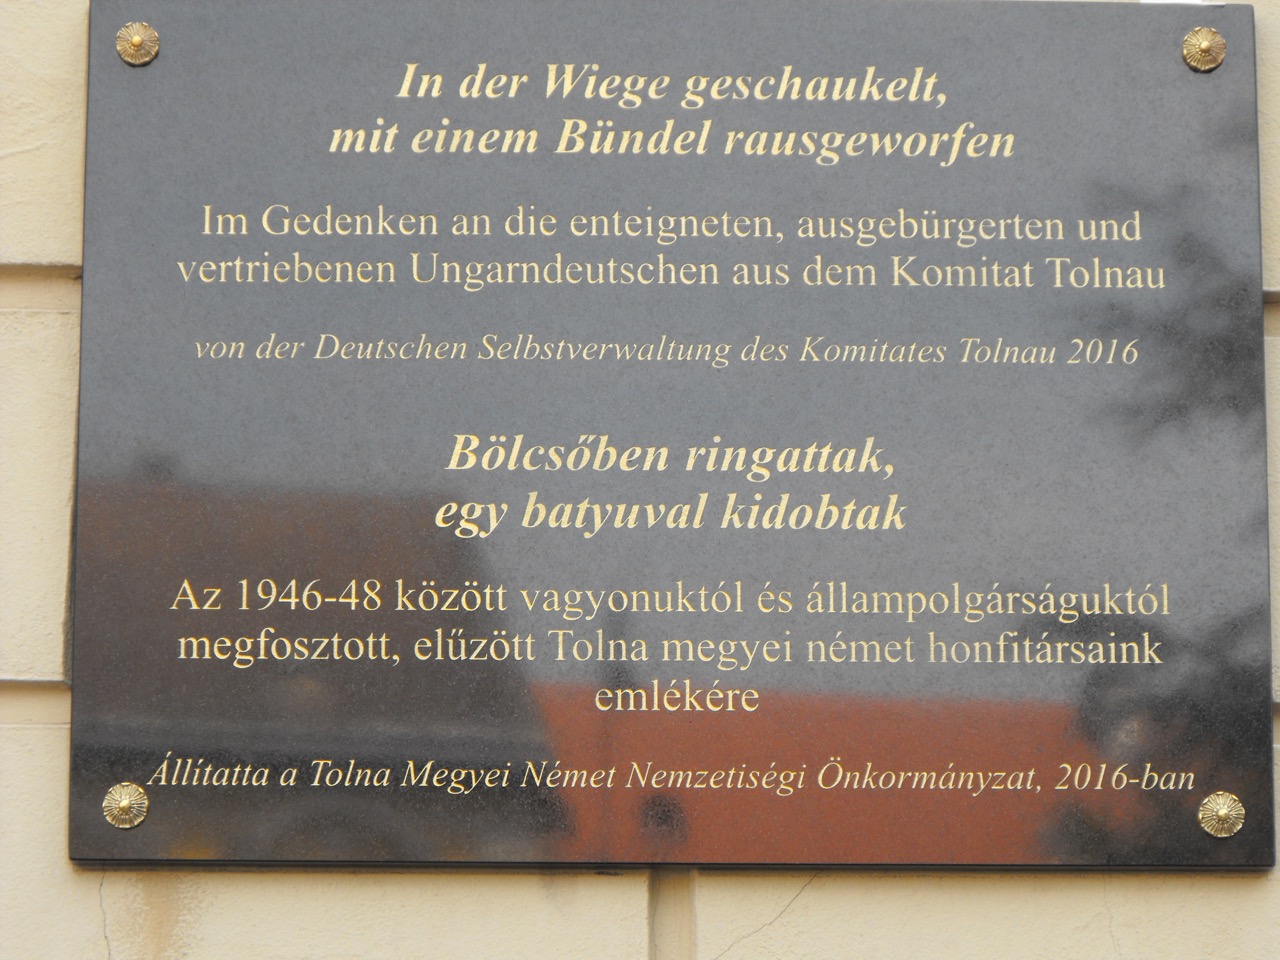 In der Wiege geschaukelt,
mit einem Bündel rausgeworfen
Im Gedenken an die enteigneten, ausgebürgerten und
vertriebenen Ungarndeutschen aus dem Komitat Tolnau
von der Deutschen Selbstverwaltung des Komitates Tolnau 2016
Bölcsőben ringattak,
egy batyuval kidobtak
Az 1946-48 között vagyonuktól és állampolgárságuktól
megfosztott, elűzött Tolna megyei német honfitársaink
emlékére
Állítatta a Tolna Megyei Német Nemzetiségi Önkormányzat, 2016-ban